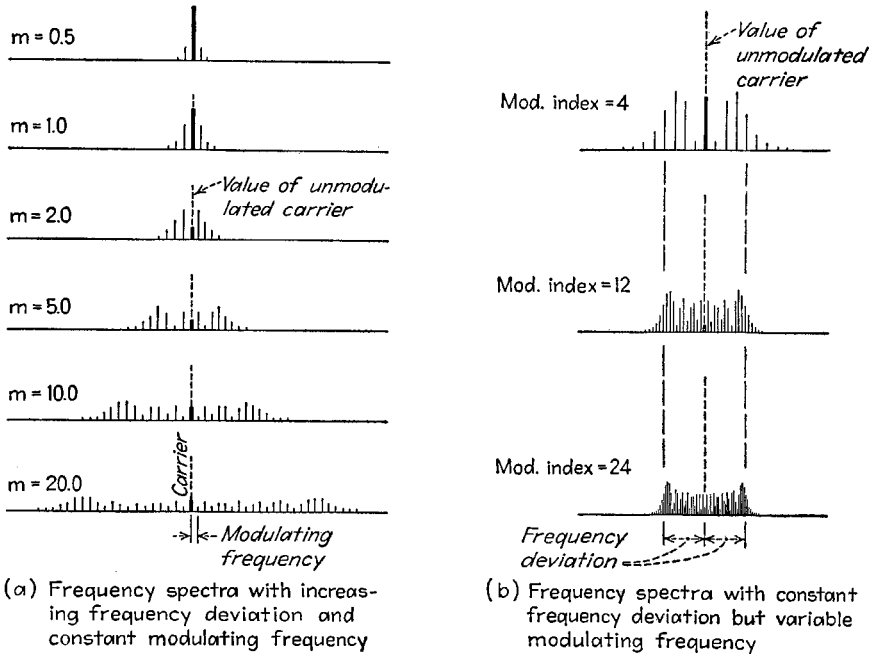 m = 0.5
m = 1.0
Value of unmodu-
lated carrier
m = 2.0
m = 5.0
m = 10.0
m = 20.0
Carrier
Modulating
frequency
(a) Frequency spectra with increas-
ing frequency deviation and
constant modulating frequency
Value of
unmodulated
carrier
Mod. index = 4
Mod. index = 12
Mod. index = 24
Frequency
deviation
(b) Frequency spectra with constant
frequency deviation but variable
modulating frequency